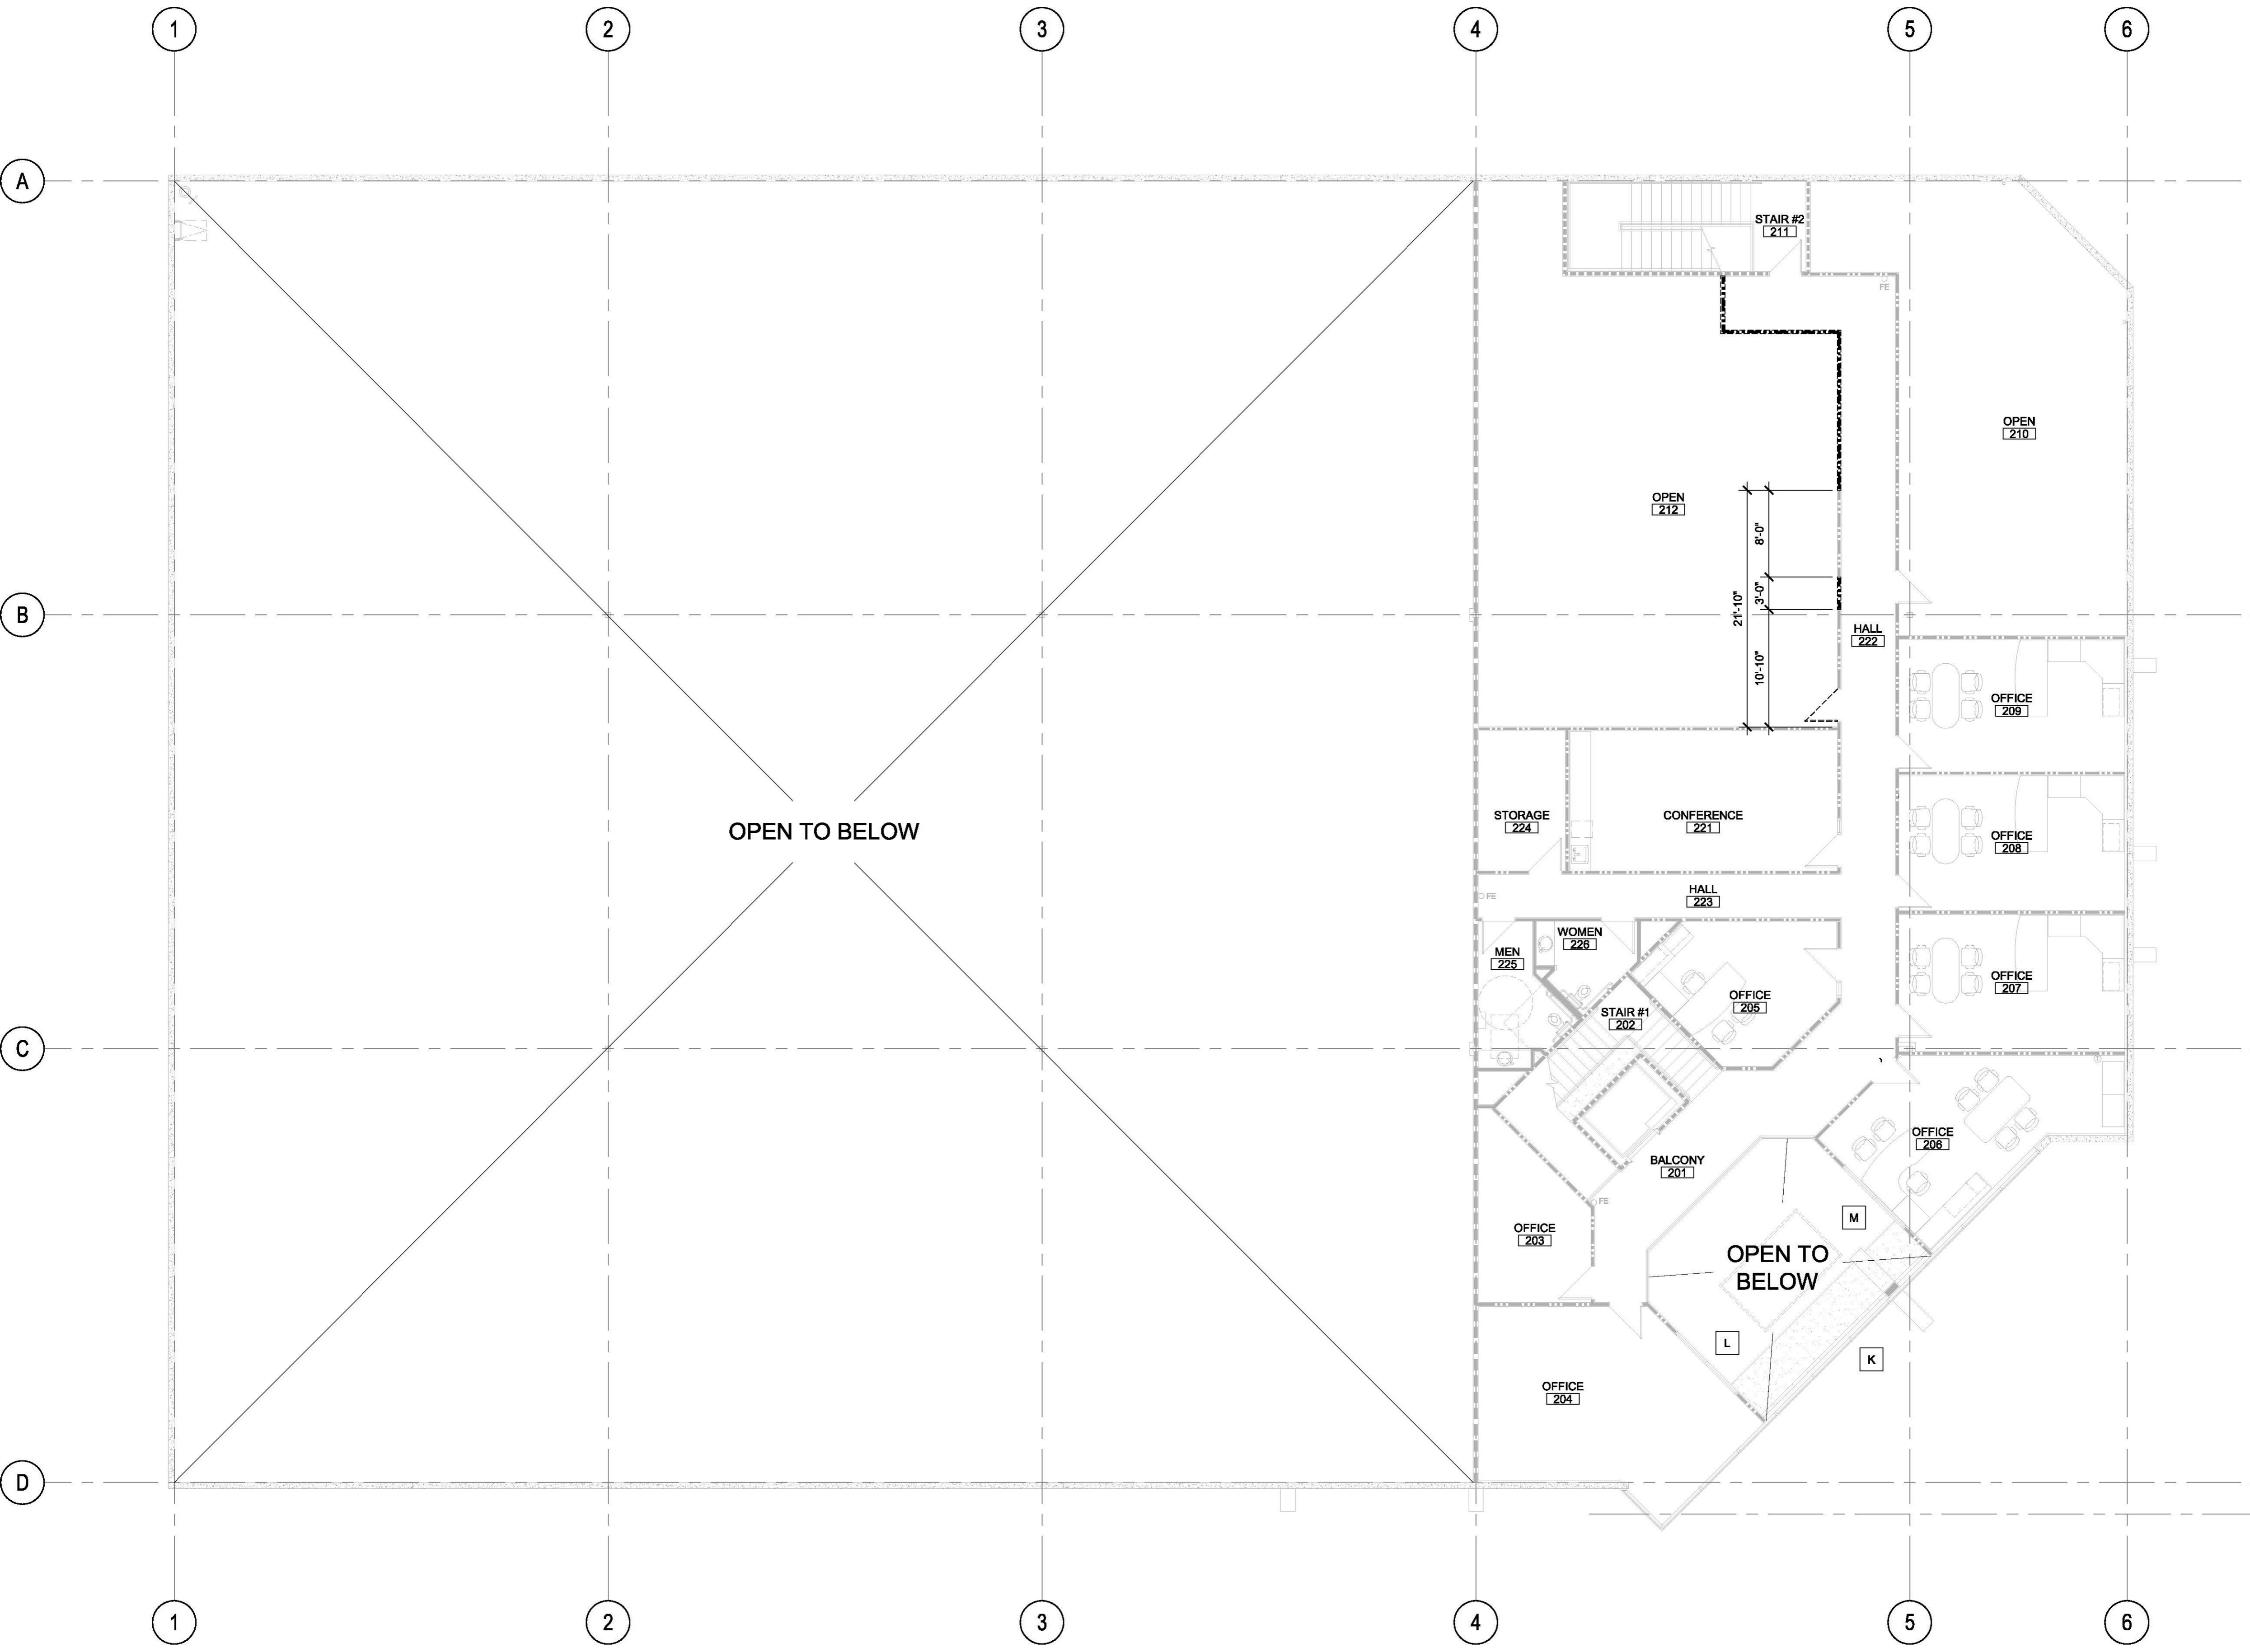 1 2 3 4 5 6
A
STAIR #2
211
FE
OPEN
210
OPEN
212
8'-0"
3'-0"
21'-10"
10'-10"
B
HALL
222
OFFICE
209
STORAGE
224
CONFERENCE
221
OPEN TO BELOW
OFFICE
208
HALL
223
FE
WOMEN
226
MEN
225
OFFICE
207
OFFICE
205
STAIR #1
202
C
OFFICE
206
BALCONY
201
FE
M
OFFICE
203
OPEN TO
BELOW
L
K
OFFICE
204
D
1 2 3 4 5 6